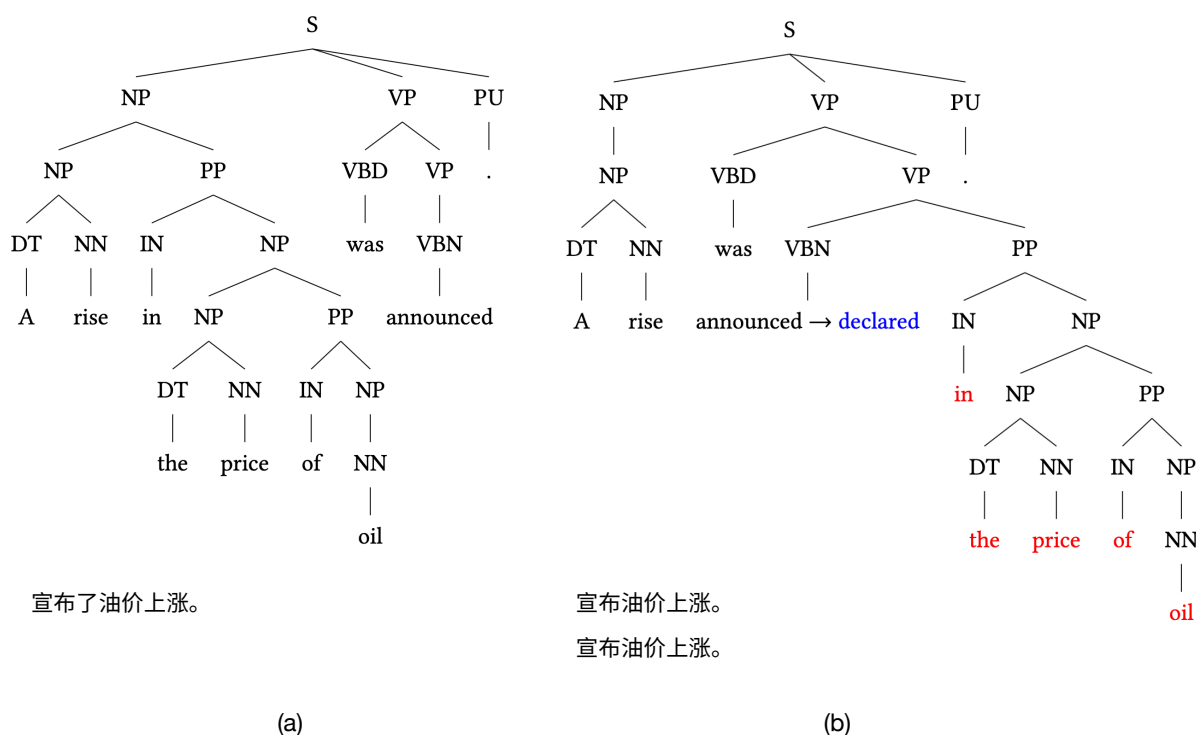 S
S
NP VP PU
NP VP PU
NP PP VBD VP .
NP VBD VP .
DT NN IN NP was VBN
DT NN was VBN PP
A rise in NP PP announced
A rise announced → declared IN NP
DT NN IN NP
in NP PP
the price of NN
DT NN IN NP
oil
the price of NN
宣布了油价上涨。
宣布油价上涨。
oil
宣布油价上涨。
(a)
(b)